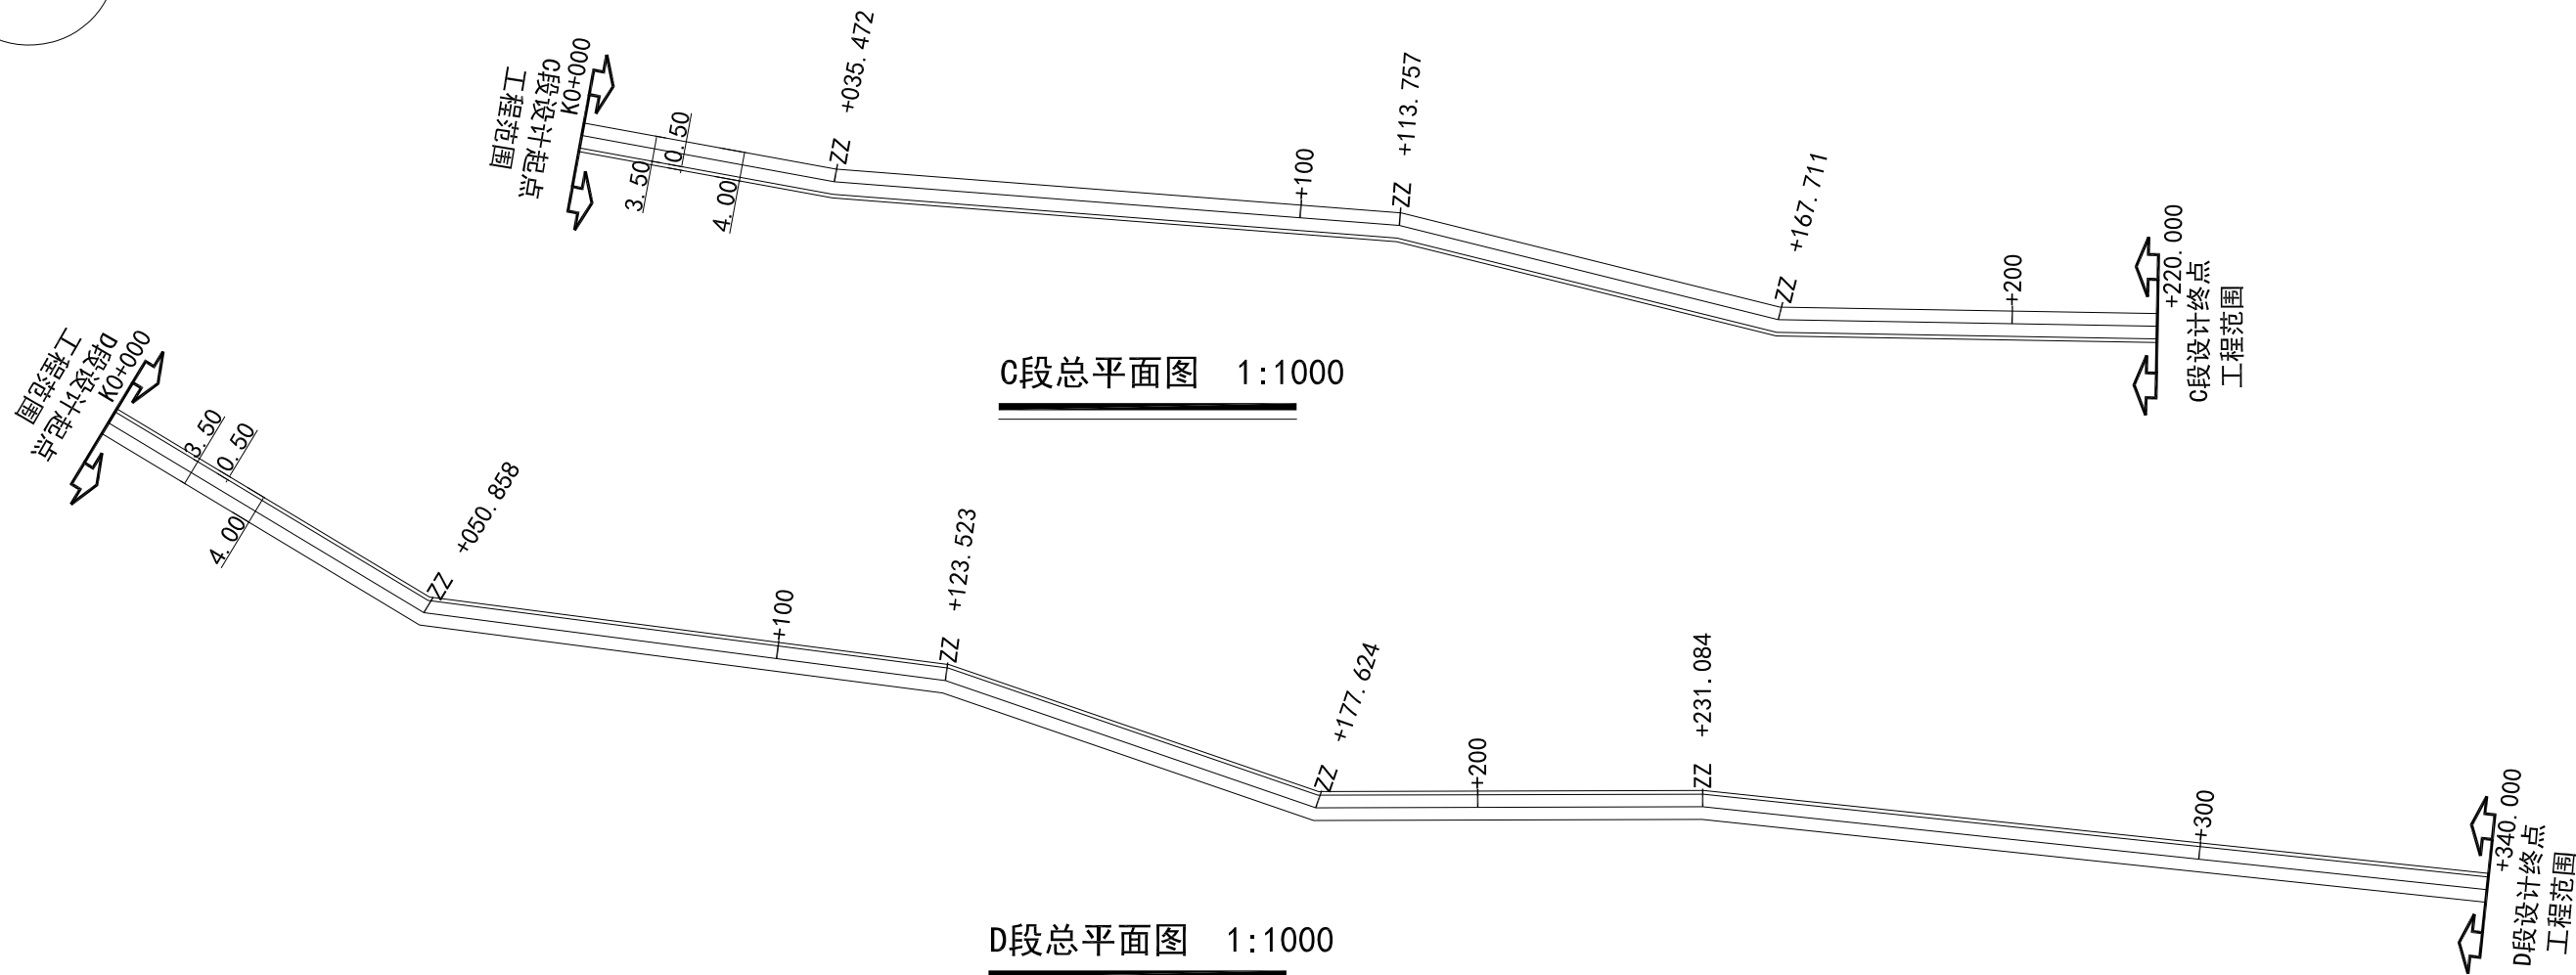 工程范围
C段设计起点
K0+000
3.50
0.50
4.00
ZZ +035.472
+100
ZZ +113.757
ZZ +167.711
+200
+220.000
C段设计终点
工程范围
C段总平面图 1:1000
工程范围
D段设计起点
K0+000
3.50
0.50
4.00
ZZ +050.858
+100
ZZ +123.523
ZZ +177.624
+200
ZZ +231.084
+300
+340.000
D段设计终点
工程范围
D段总平面图 1:1000